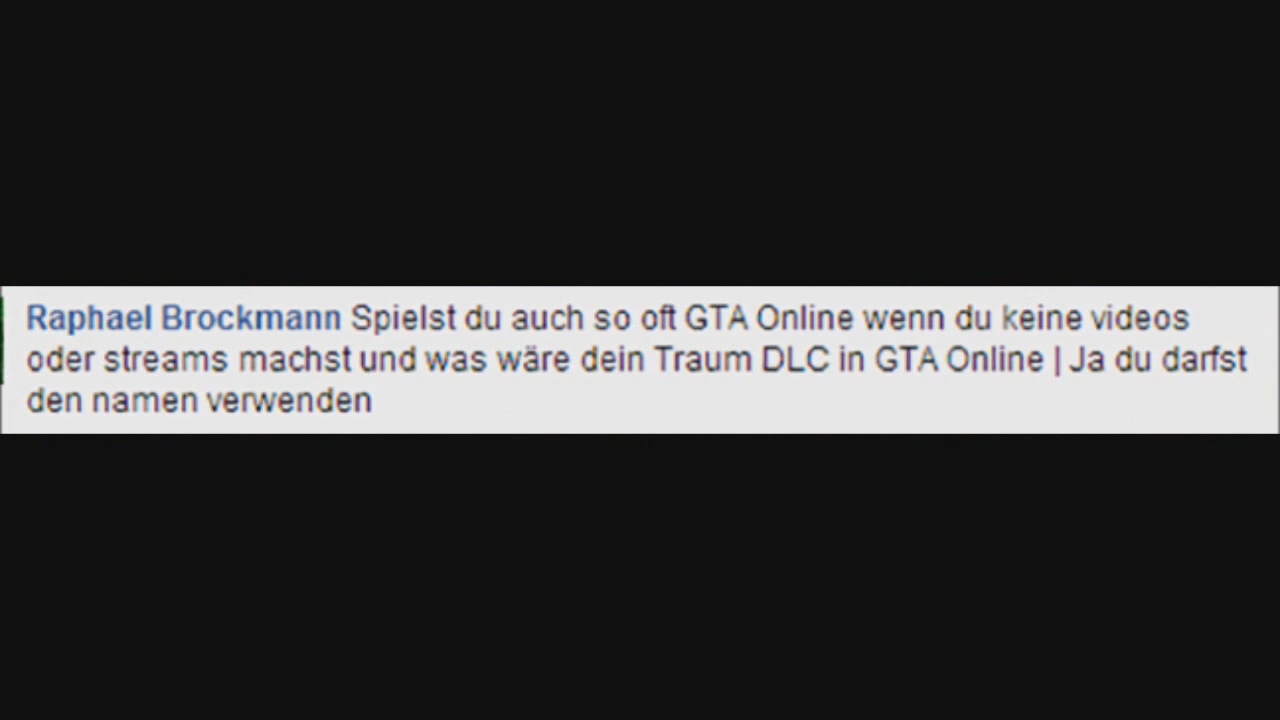 Raphael Brockmann Spielst du auch so oft GTA Online wenn du keine videos
oder streams machst und was wäre dein Traum DLC in GTA Online | Ja du darfst
den namen verwenden